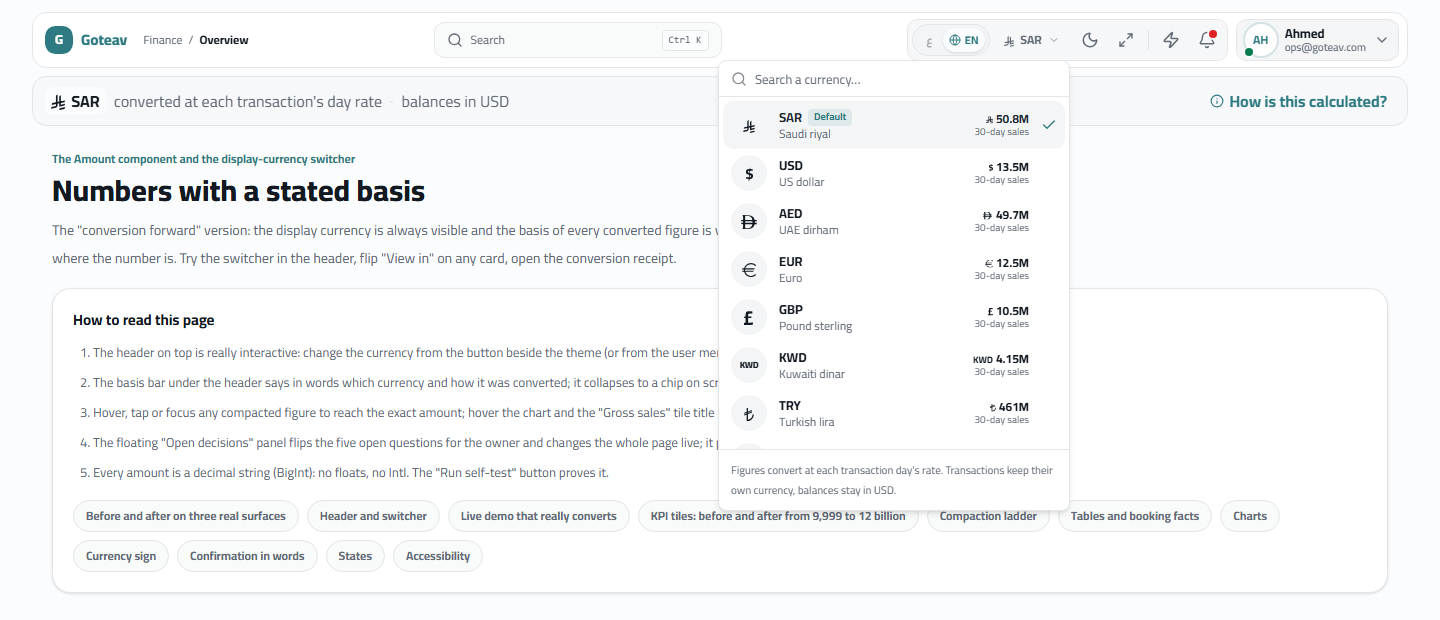 G Goteav Finance / Overview
Search Ctrl K
ع EN SAR
AH Ahmed
ops@goteav.com
SAR converted at each transaction's day rate · balances in USD
How is this calculated?
Search a currency...
SAR Default 50.8M
Saudi riyal 30-day sales
$ USD $ 13.5M
US dollar 30-day sales
AED 49.7M
UAE dirham 30-day sales
€ EUR € 12.5M
Euro 30-day sales
£ GBP £ 10.5M
Pound sterling 30-day sales
KWD KWD KWD 4.15M
Kuwaiti dinar 30-day sales
₺ TRY ₺ 461M
Turkish lira 30-day sales
Figures convert at each transaction day's rate. Transactions keep their
own currency, balances stay in USD.
The Amount component and the display-currency switcher
Numbers with a stated basis
The "conversion forward" version: the display currency is always visible and the basis of every converted figure is
where the number is. Try the switcher in the header, flip "View in" on any card, open the conversion receipt.
How to read this page
1. The header on top is really interactive: change the currency from the button beside the theme (or from the user
2. The basis bar under the header says in words which currency and how it was converted; it collapses to a chip on
3. Hover, tap or focus any compacted figure to reach the exact amount; hover the chart and the "Gross sales" tile title
4. The floating "Open decisions" panel flips the five open questions for the owner and changes the whole page live; it
5. Every amount is a decimal string (BigInt): no floats, no Intl. The "Run self-test" button proves it.
Before and after on three real surfaces Header and switcher Live demo that really converts KPI tiles: before and after from 9,999 to 12 billion Compaction ladder Tables and booking facts Charts
Currency sign Confirmation in words States Accessibility